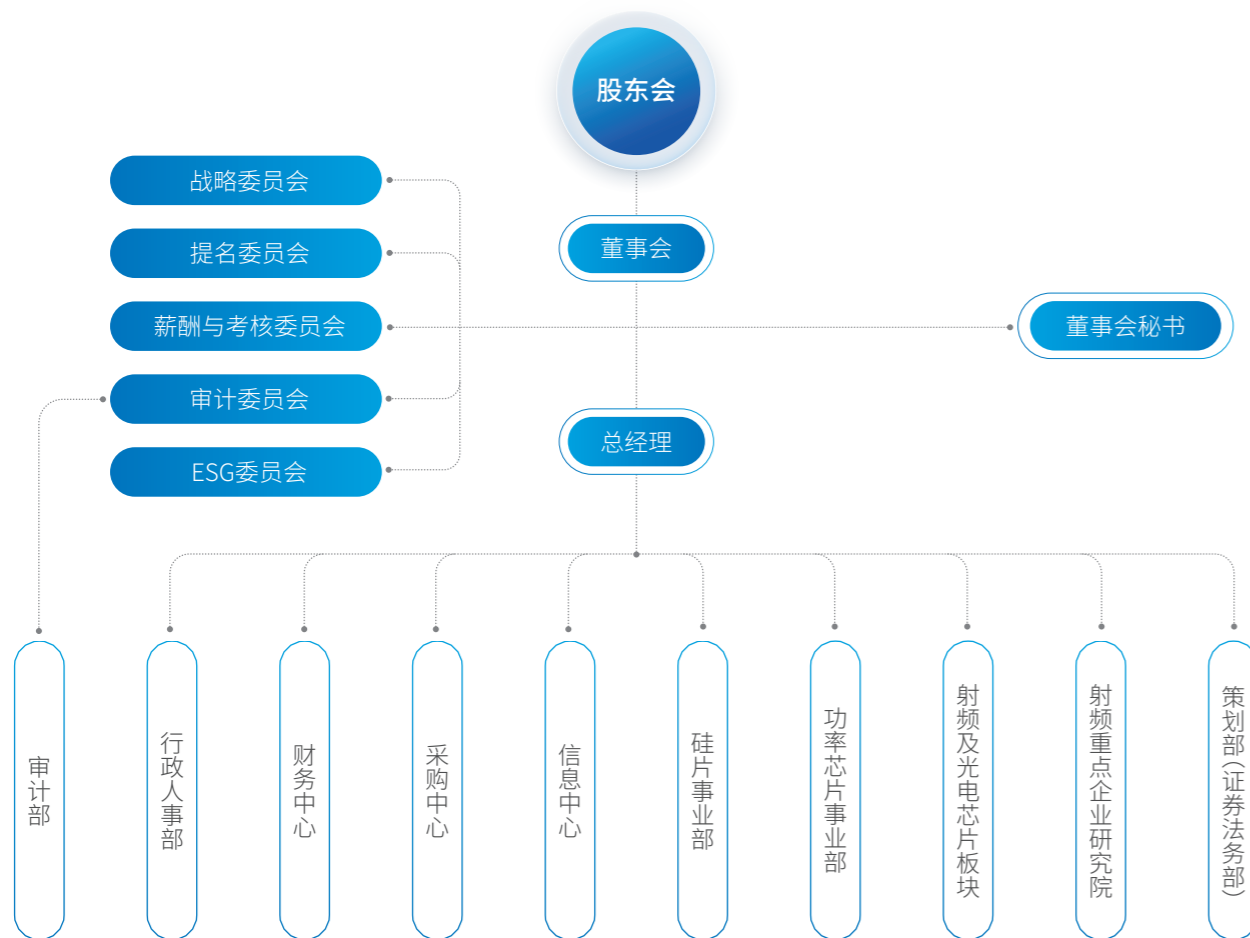 股东会
战略委员会
提名委员会
薪酬与考核委员会
审计委员会
ESG委员会
董事会
董事会秘书
总经理
审计部
行政人事部
财务中心
采购中心
信息中心
硅片事业部
功率芯片事业部
射频及光电芯片板块
射频重点企业研究院
策划部(证券法务部)